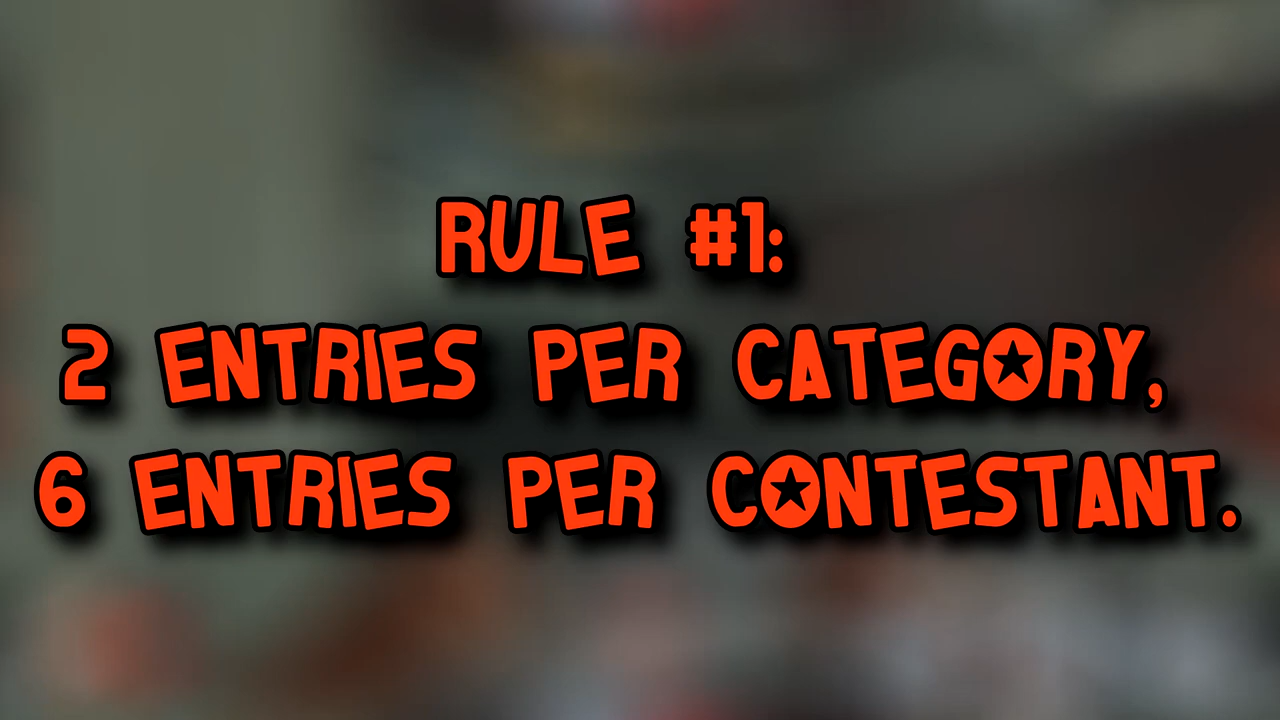 RULE #1:
2 ENTRIES PER CATEGORY,
6 ENTRIES PER CONTESTANT.